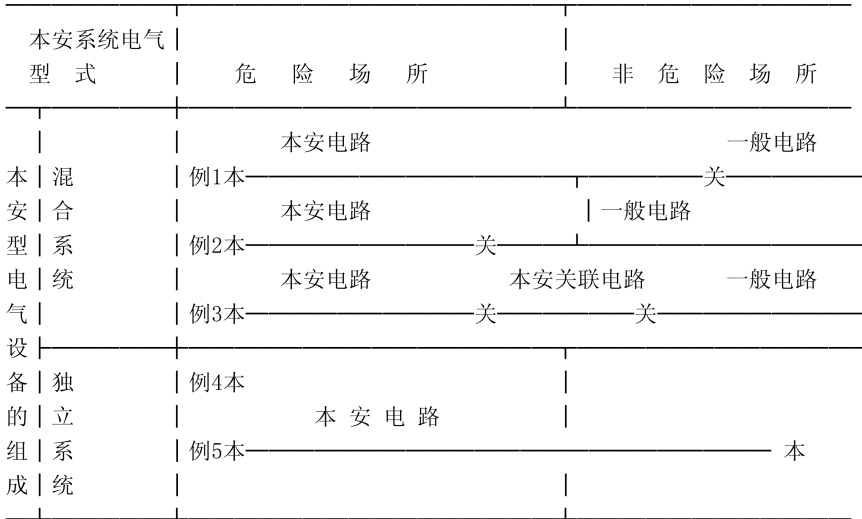 本安系统电气
型 式 危 险 场 所 非 危 险 场 所
本安电路 一般电路
本 混 例1本 关
安 合 本安电路 一般电路
型 系 例2本 关
电 统 本安电路 本安关联电路 一般电路
气 例3本 关 关
设
备 独 例4本
的 立 本 安 电 路
组 系 例5本 本
成 统